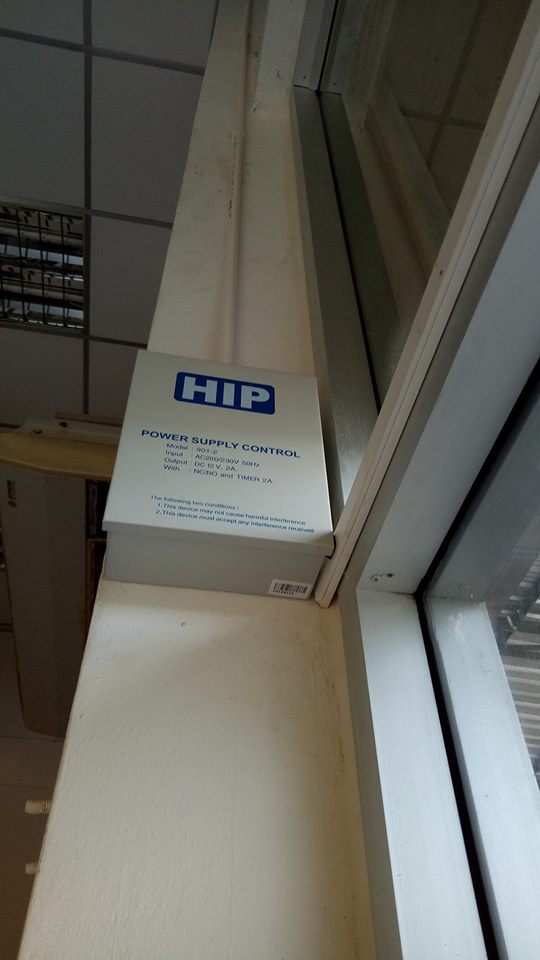 HIP
POWER SUPPLY CONTROL
Model : 901-2
Input : AC200/230V 50Hz
Output : DC 12 V, 2A.
With : NC/NO and TIMER 2A.
The following two conditions :
1.This device may not cause harmful interference
2.This device must accept any interference received